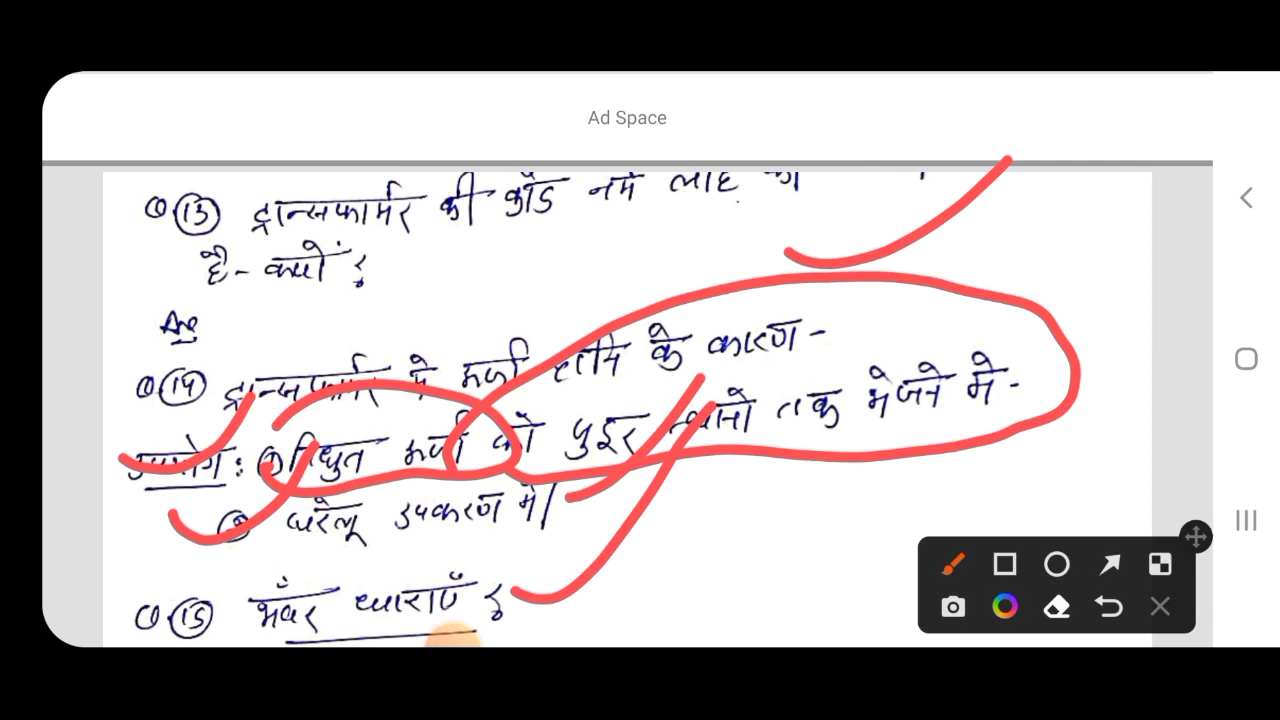 Ad Space
Q.(13) ट्रान्सफार्मर की क्रोड नर्म लोहे की
है - क्यों ?
Ans
Q.(14) ट्रान्सफार्मर मे ऊर्जा हानि के कारण -
उपयोग : ① विधुत ऊर्जा को सुदूर स्थानो तक भेजने मे -
② घरेलू उपकरण मे।
Q.(15) भँवर धाराएँ ?